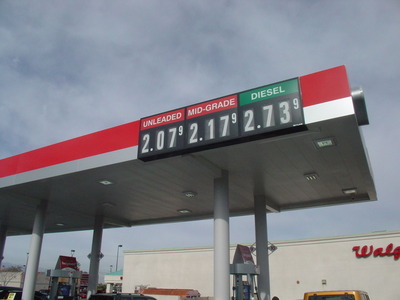 UNLEADED MID-GRADE DIESEL
2.07⁹ 2.17⁹ 2.73⁹
Walg